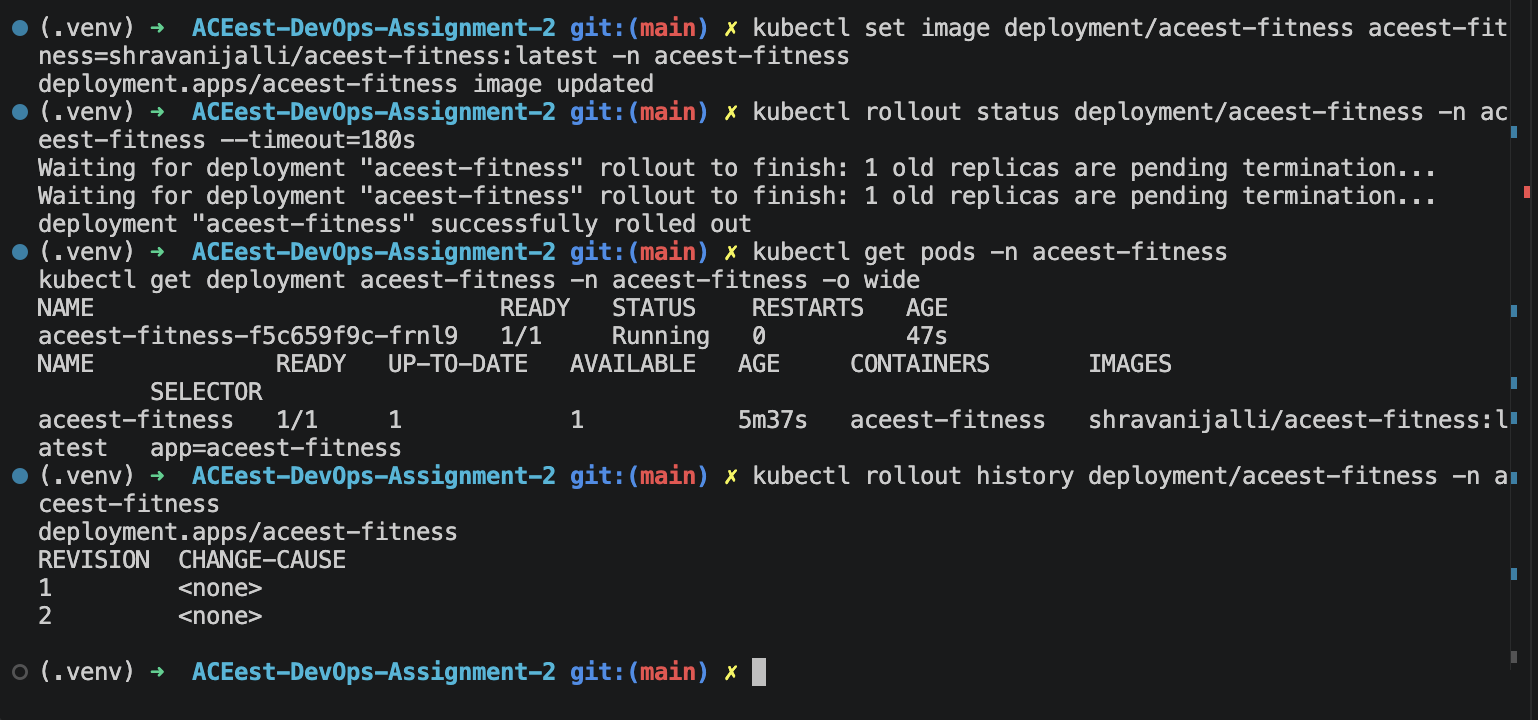 (.venv) ➜  ACEest-DevOps-Assignment-2 git:(main) ✗ kubectl set image deployment/aceest-fitness aceest-fit
ness=shravanijalli/aceest-fitness:latest -n aceest-fitness
deployment.apps/aceest-fitness image updated
(.venv) ➜  ACEest-DevOps-Assignment-2 git:(main) ✗ kubectl rollout status deployment/aceest-fitness -n ac
eest-fitness --timeout=180s
Waiting for deployment "aceest-fitness" rollout to finish: 1 old replicas are pending termination...
Waiting for deployment "aceest-fitness" rollout to finish: 1 old replicas are pending termination...
deployment "aceest-fitness" successfully rolled out
(.venv) ➜  ACEest-DevOps-Assignment-2 git:(main) ✗ kubectl get pods -n aceest-fitness
kubectl get deployment aceest-fitness -n aceest-fitness -o wide
NAME                             READY   STATUS    RESTARTS   AGE
aceest-fitness-f5c659f9c-frnl9   1/1     Running   0          47s
NAME             READY   UP-TO-DATE   AVAILABLE   AGE     CONTAINERS       IMAGES
        SELECTOR
aceest-fitness   1/1     1            1           5m37s   aceest-fitness   shravanijalli/aceest-fitness:l
atest   app=aceest-fitness
(.venv) ➜  ACEest-DevOps-Assignment-2 git:(main) ✗ kubectl rollout history deployment/aceest-fitness -n a
ceest-fitness
deployment.apps/aceest-fitness
REVISION  CHANGE-CAUSE
1         <none>
2         <none>
(.venv) ➜  ACEest-DevOps-Assignment-2 git:(main) ✗